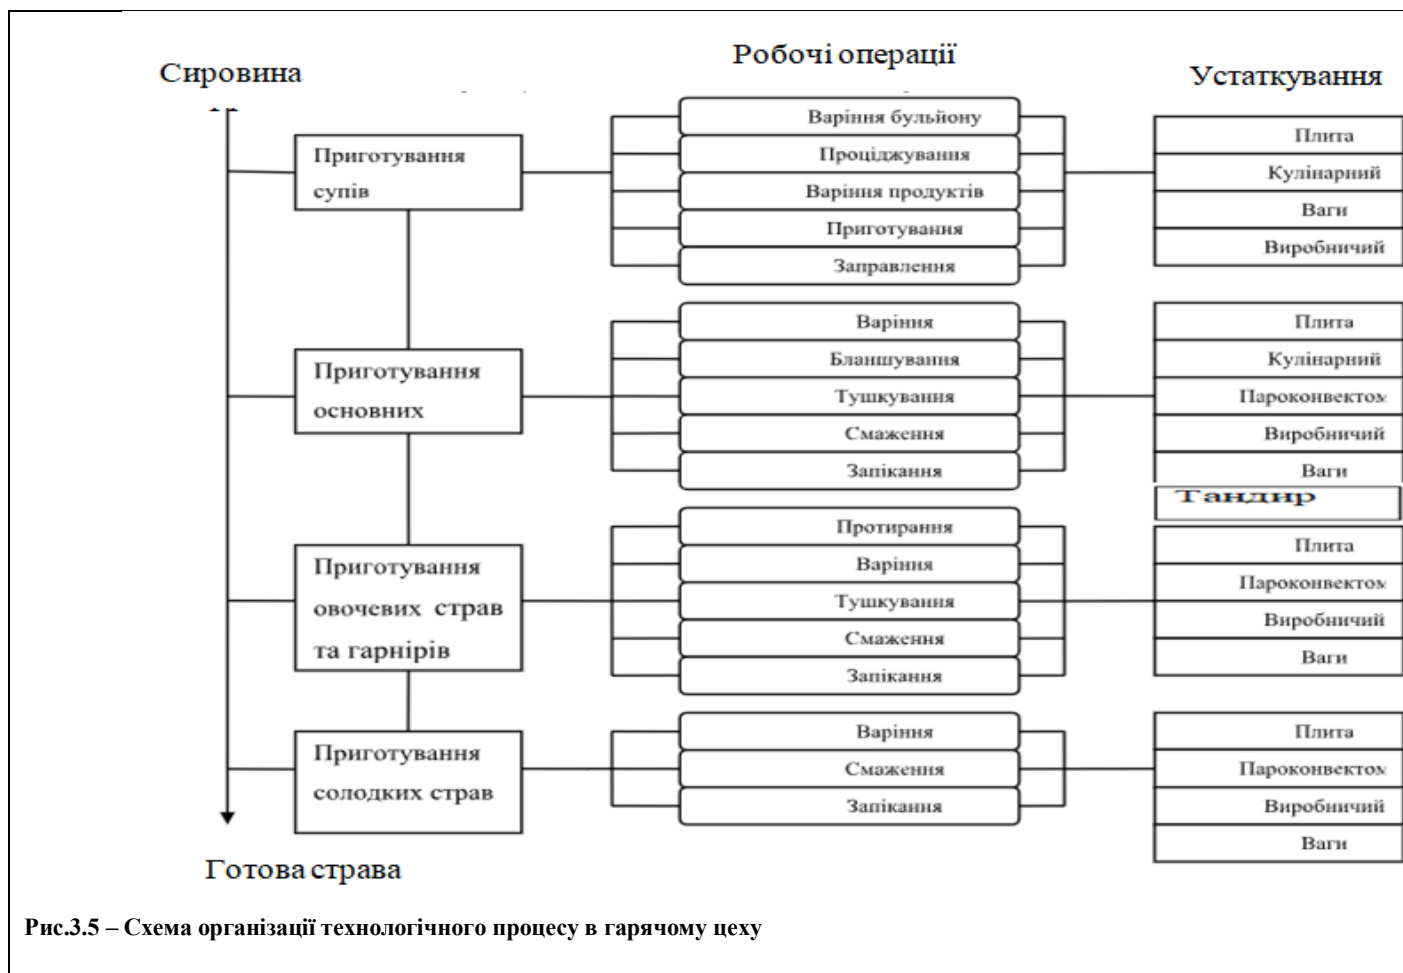 Сировина
Робочі операції
Устаткування
Приготування
супів
Варіння бульйону
Проціджування
Варіння продуктів
Приготування
Заправлення
Плита
Кулінарний
Ваги
Виробничий
Приготування
основних
Варіння
Бланшування
Тушкування
Смаження
Запікання
Плита
Кулінарний
Пароконвектом
Виробничий
Ваги
Тандир
Приготування
овочевих страв
та гарнірів
Протирання
Варіння
Тушкування
Смаження
Запікання
Плита
Пароконвектом
Виробничий
Ваги
Приготування
солодких страв
Варіння
Смаження
Запікання
Плита
Пароконвектом
Виробничий
Ваги
Готова страва
Рис.3.5 – Схема організації технологічного процесу в гарячому цеху